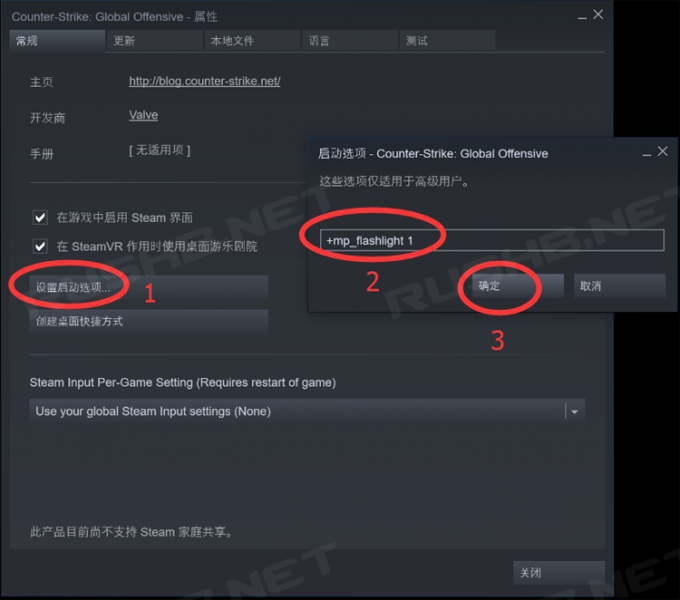 Counter-Strike: Global Offensive - 属性
常规
更新
本地文件
语言
测试
主页
http://blog.counter-strike.net/
开发商
Valve
手册
[ 无适用项 ]
启动选项 - Counter-Strike: Global Offensive
这些选项仅适用于高级用户。
+mp_flashlight 1
2
确定
取消
3
在游戏中启用 Steam 界面
在 SteamVR 作用时使用桌面游乐剧院
设置启动选项...
1
创建桌面快捷方式
Steam Input Per-Game Setting (Requires restart of game)
Use your global Steam Input settings (None)
此产品目前尚不支持 Steam 家庭共享。
关闭
RUSHB.NET
RUSHB.NET